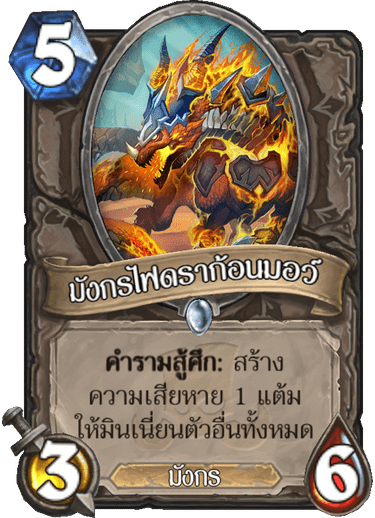 5
มังกรไฟดราก้อนมอว์
คำรามสู้ศึก: สร้าง
ความเสียหาย 1 แต้ม
ให้มินเนี่ยนตัวอื่นทั้งหมด
3
มังกร
6